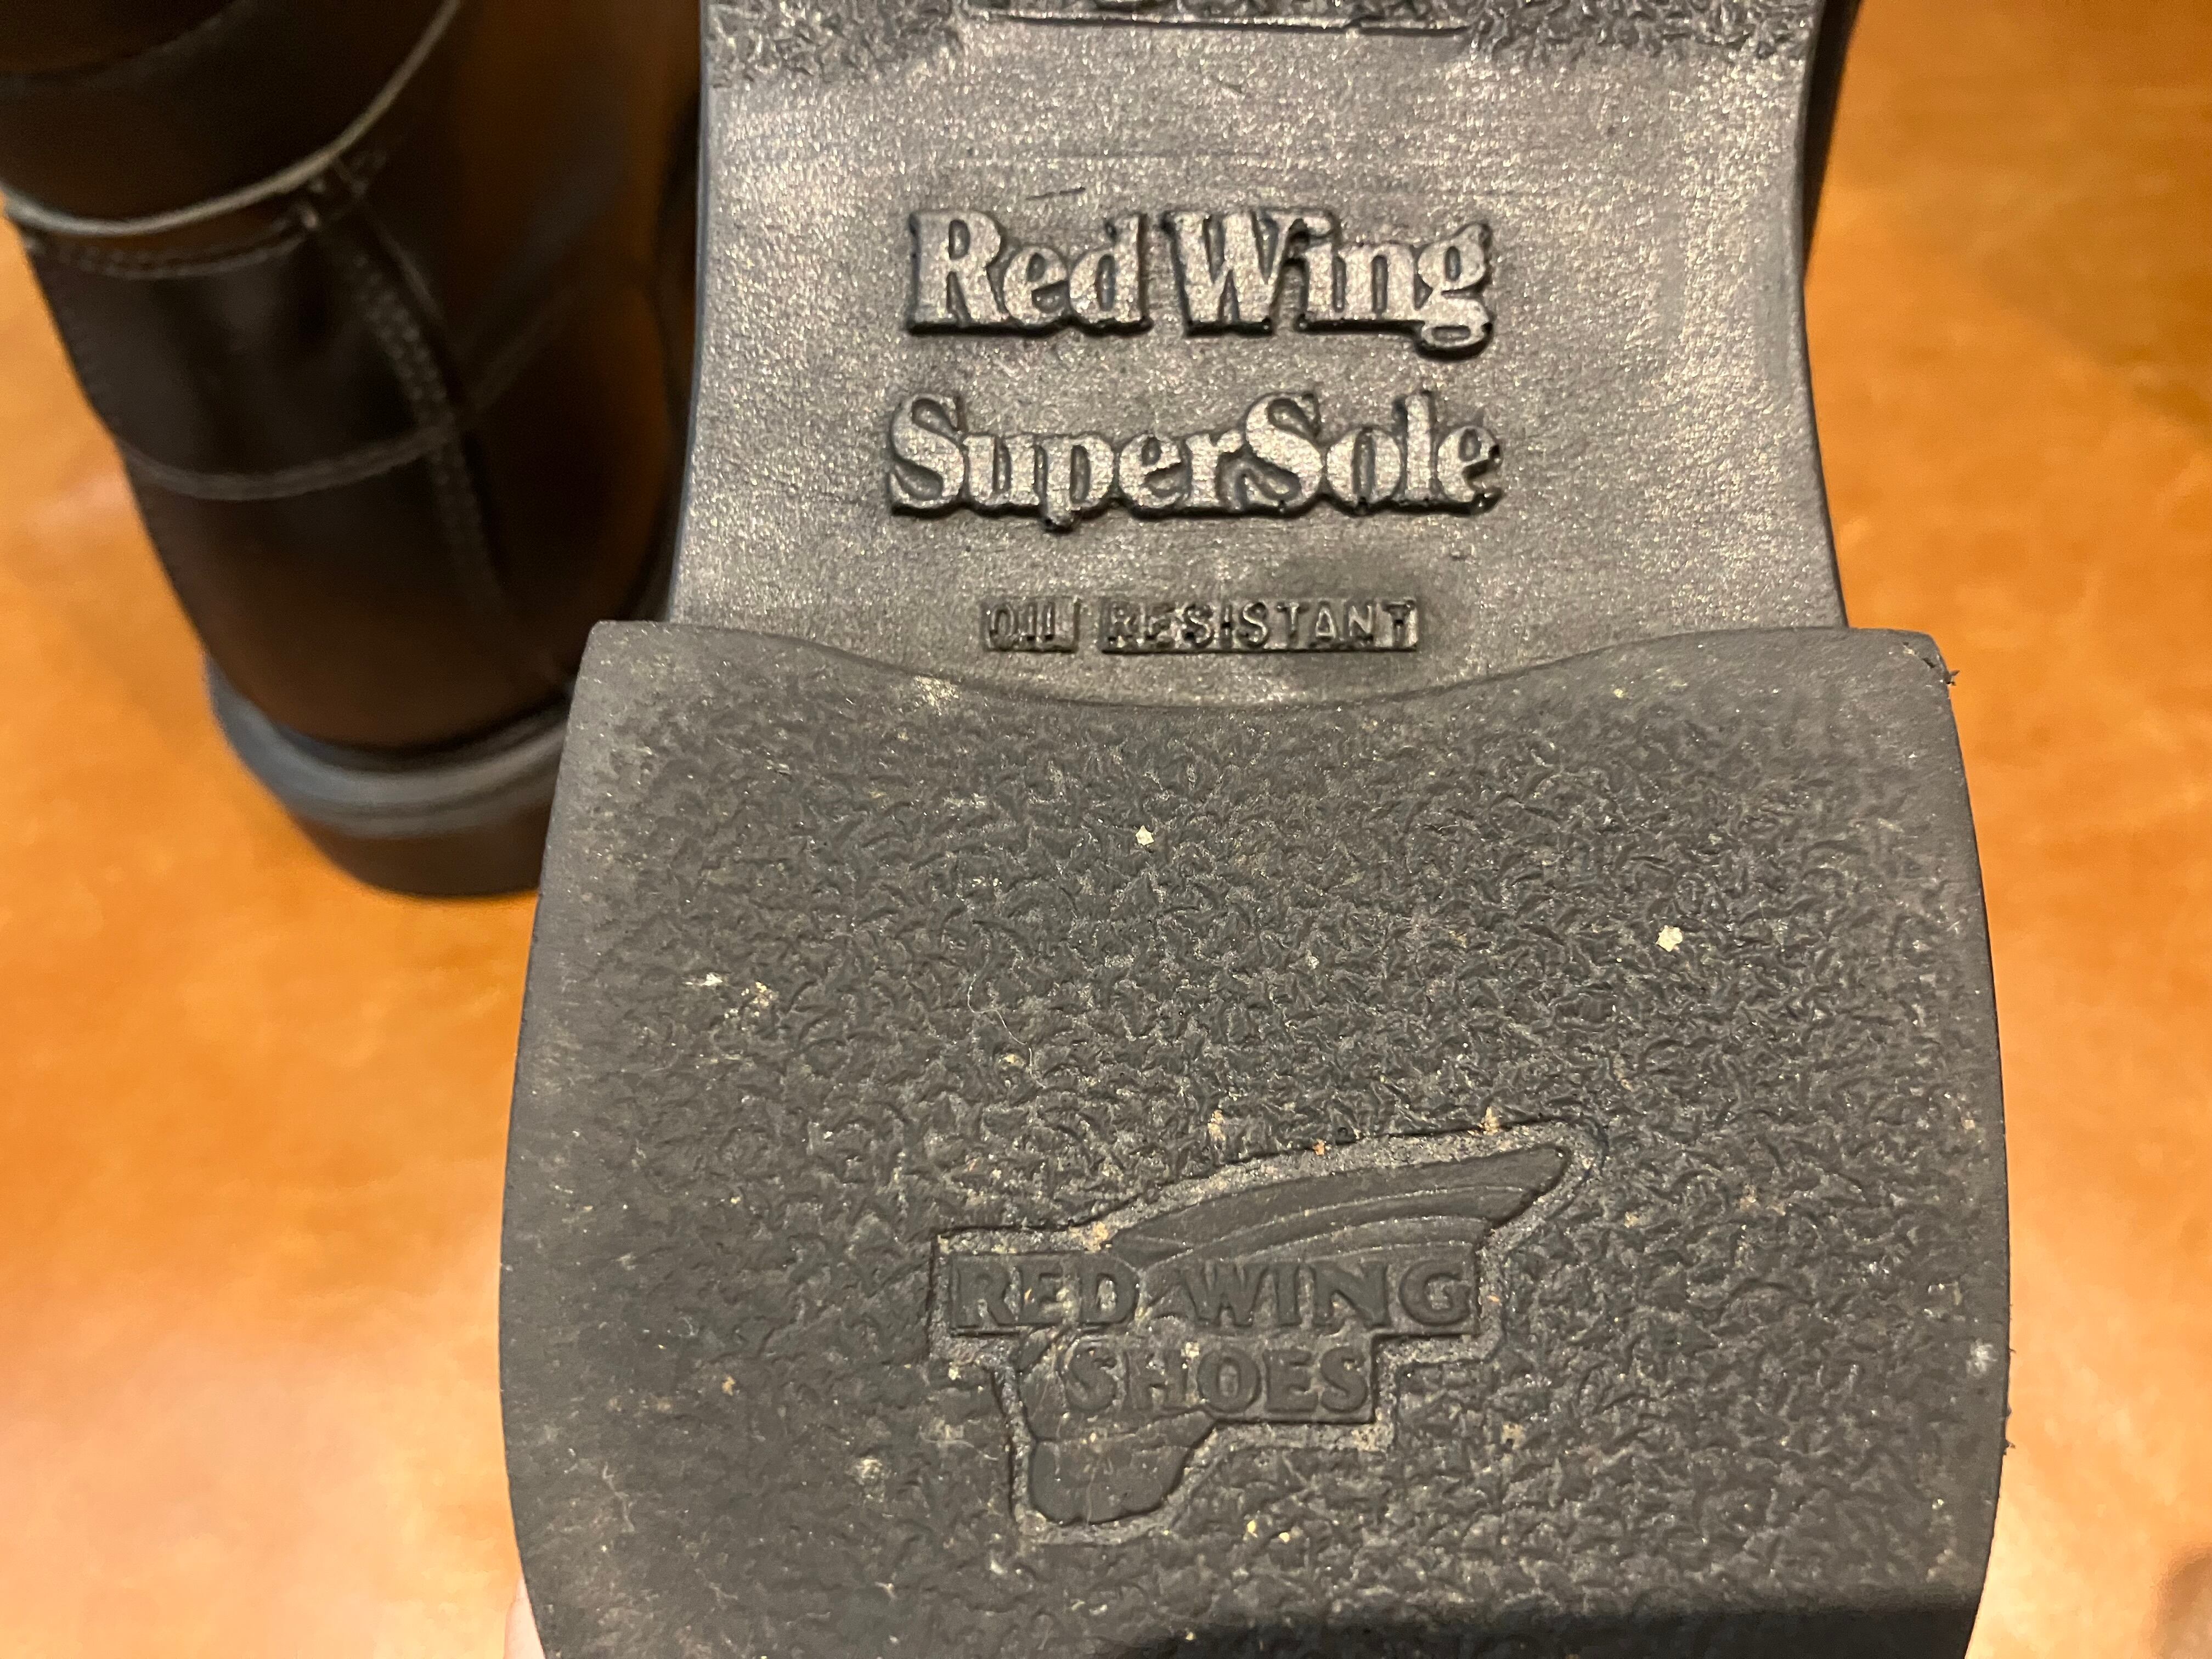 Red Wing
SuperSole
OIL RESISTANT
RED WING
SHOES